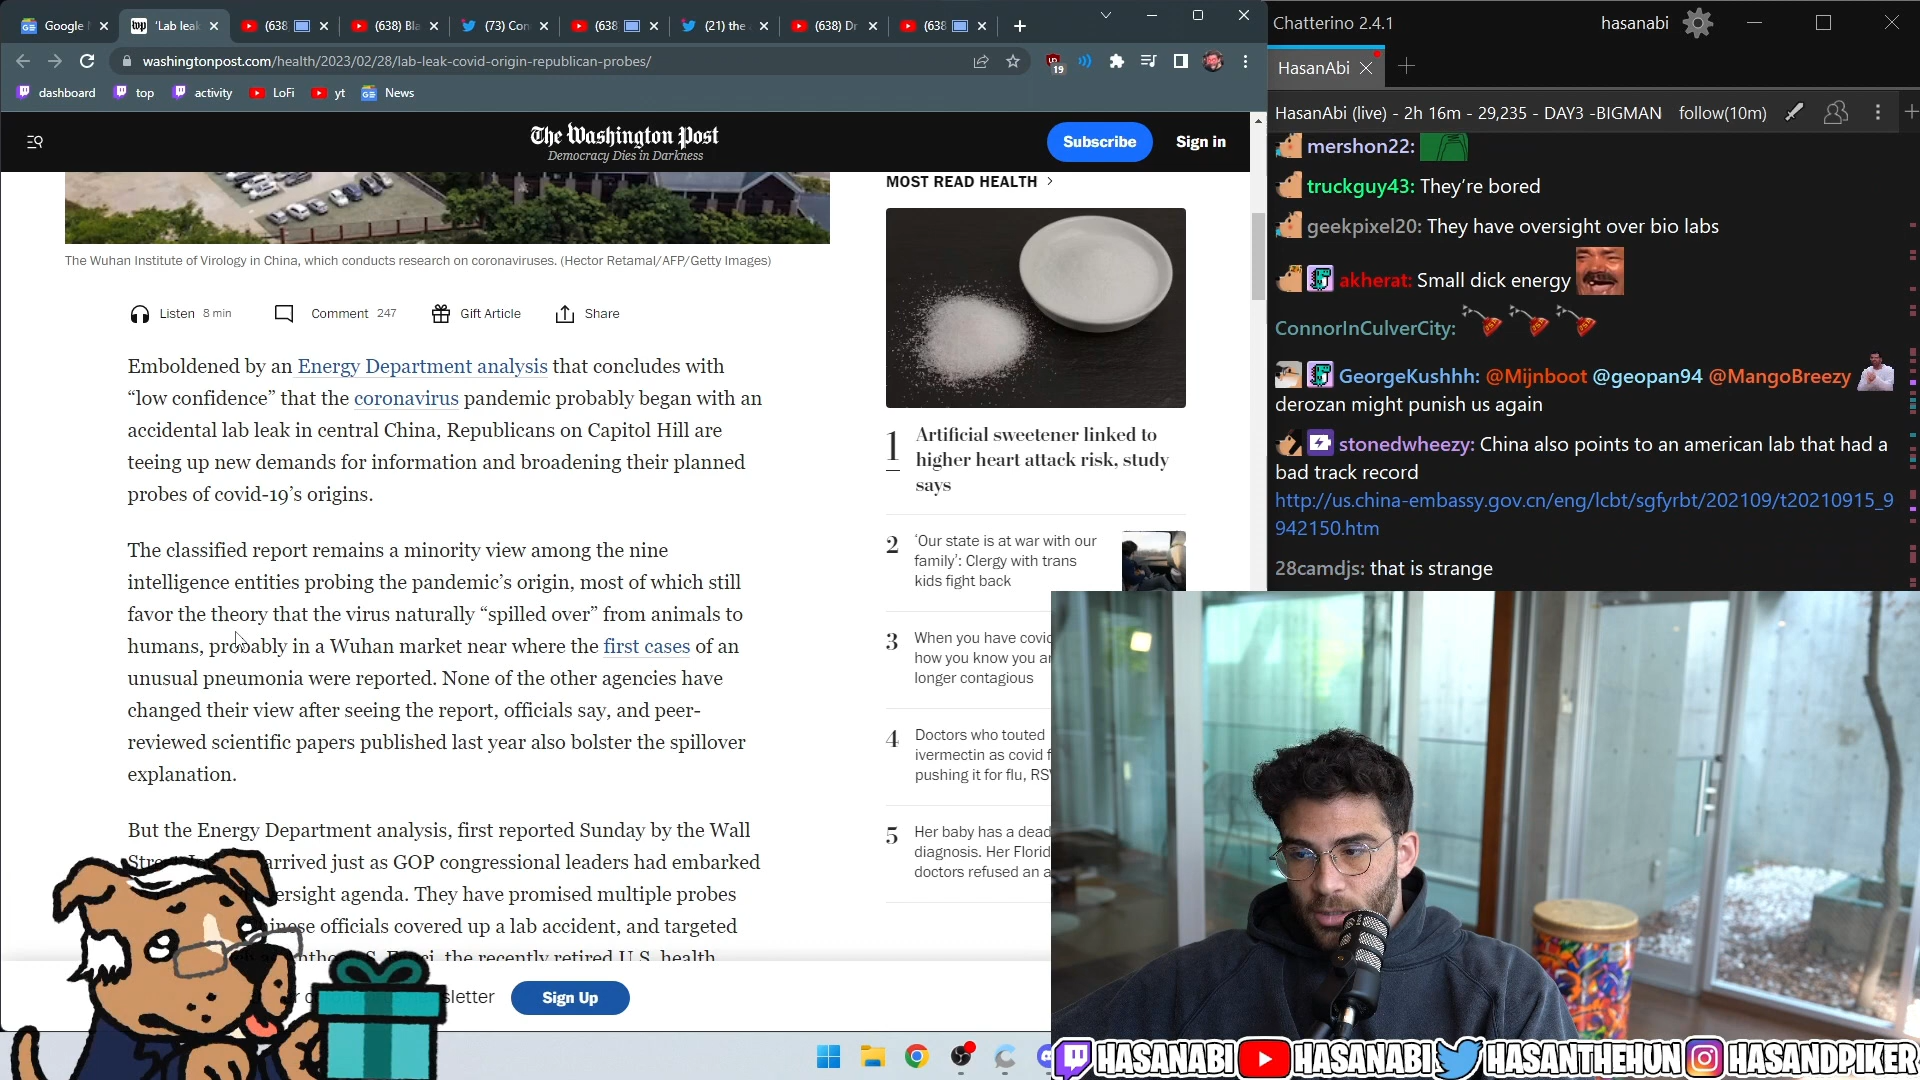 Google
'Lab leak
(638)
(638) Bla
(73) Con
(638)
(21) the
(638) Dr
(638)
washingtonpost.com/health/2023/02/28/lab-leak-covid-origin-republican-probes/
19
dashboard
top
activity
LoFi
yt
News
The Washington Post
Democracy Dies in Darkness
Subscribe
Sign in
The Wuhan Institute of Virology in China, which conducts research on coronaviruses. (Hector Retamal/AFP/Getty Images)
Listen 8 min
Comment 247
Gift Article
Share
Emboldened by an Energy Department analysis that concludes with
“low confidence” that the coronavirus pandemic probably began with an
accidental lab leak in central China, Republicans on Capitol Hill are
teeing up new demands for information and broadening their planned
probes of covid-19’s origins.
The classified report remains a minority view among the nine
intelligence entities probing the pandemic’s origin, most of which still
favor the theory that the virus naturally “spilled over” from animals to
humans, probably in a Wuhan market near where the first cases of an
unusual pneumonia were reported. None of the other agencies have
changed their view after seeing the report, officials say, and peer-
reviewed scientific papers published last year also bolster the spillover
explanation.
But the Energy Department analysis, first reported Sunday by the Wall
arrived just as GOP congressional leaders had embarked
ersight agenda. They have promised multiple probes
officials covered up a lab accident, and targeted
the recently retired U.S. health
Sign Up
MOST READ HEALTH >
1 Artificial sweetener linked to
higher heart attack risk, study
says
2 ‘Our state is at war with our
family’: Clergy with trans
kids fight back
3 When you have covid
how you know you
longer contagious
4 Doctors who touted
ivermectin as covid
pushing it for flu, RSV
5 Her baby has a dead
diagnosis. Her Florid
doctors refused an a
Chatterino 2.4.1
hasanabi
HasanAbi
HasanAbi (live) - 2h 16m - 29,235 - DAY3 -BIGMAN follow(10m)
mershon22:
truckguy43: They’re bored
geekpixel20: They have oversight over bio labs
akherat: Small dick energy
ConnorInCulverCity:
GeorgeKushhh: @Mijnboot @geopan94 @MangoBreezy
derozan might punish us again
stonedwheezy: China also points to an american lab that had a
bad track record
http://us.china-embassy.gov.cn/eng/lcbt/sgfyrbt/202109/t20210915_9
942150.htm
28camdjs: that is strange
HASANABI HASANABI HASANTHEHUN HASANDPIKER